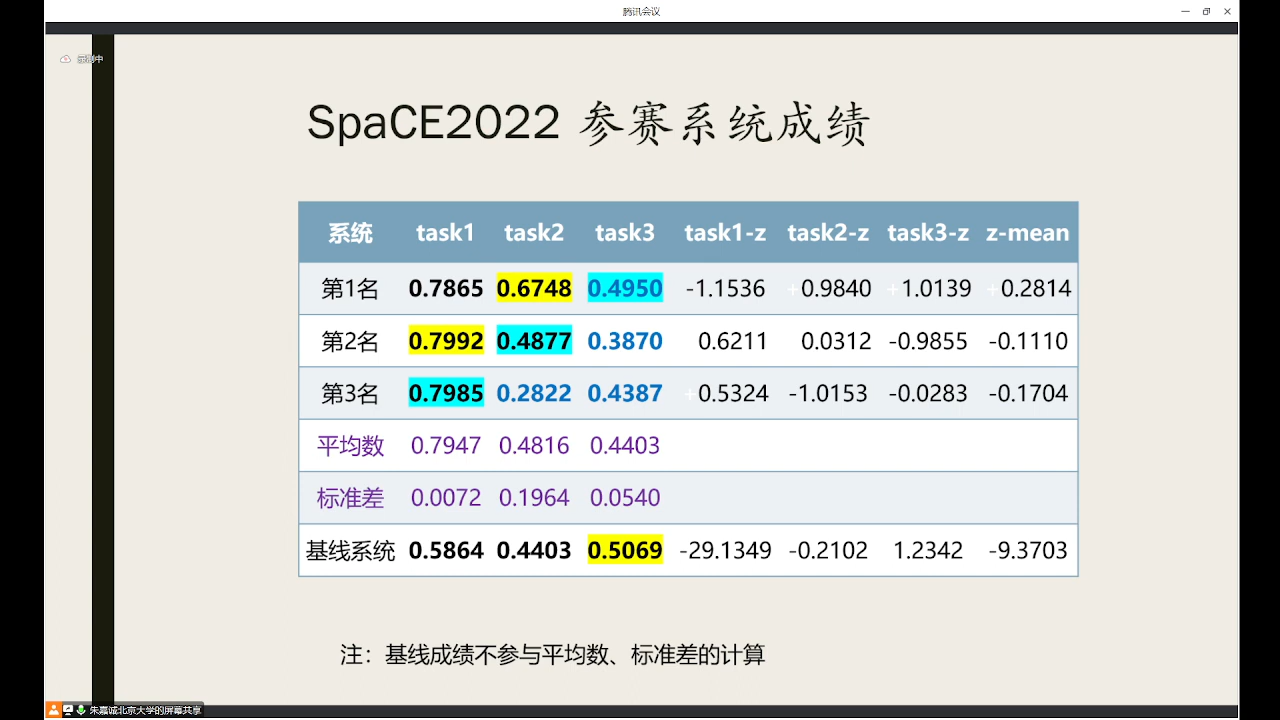 腾讯会议
录制中
SpaCE2022 参赛系统成绩
系统 task1 task2 task3 task1-z task2-z task3-z z-mean
第1名 0.7865 0.6748 0.4950 -1.1536 +0.9840 +1.0139 +0.2814
第2名 0.7992 0.4877 0.3870 0.6211 0.0312 -0.9855 -0.1110
第3名 0.7985 0.2822 0.4387 +0.5324 -1.0153 -0.0283 -0.1704
平均数 0.7947 0.4816 0.4403
标准差 0.0072 0.1964 0.0540
基线系统 0.5864 0.4403 0.5069 -29.1349 -0.2102 1.2342 -9.3703
注：基线成绩不参与平均数、标准差的计算
朱嘉诚北京大学的屏幕共享